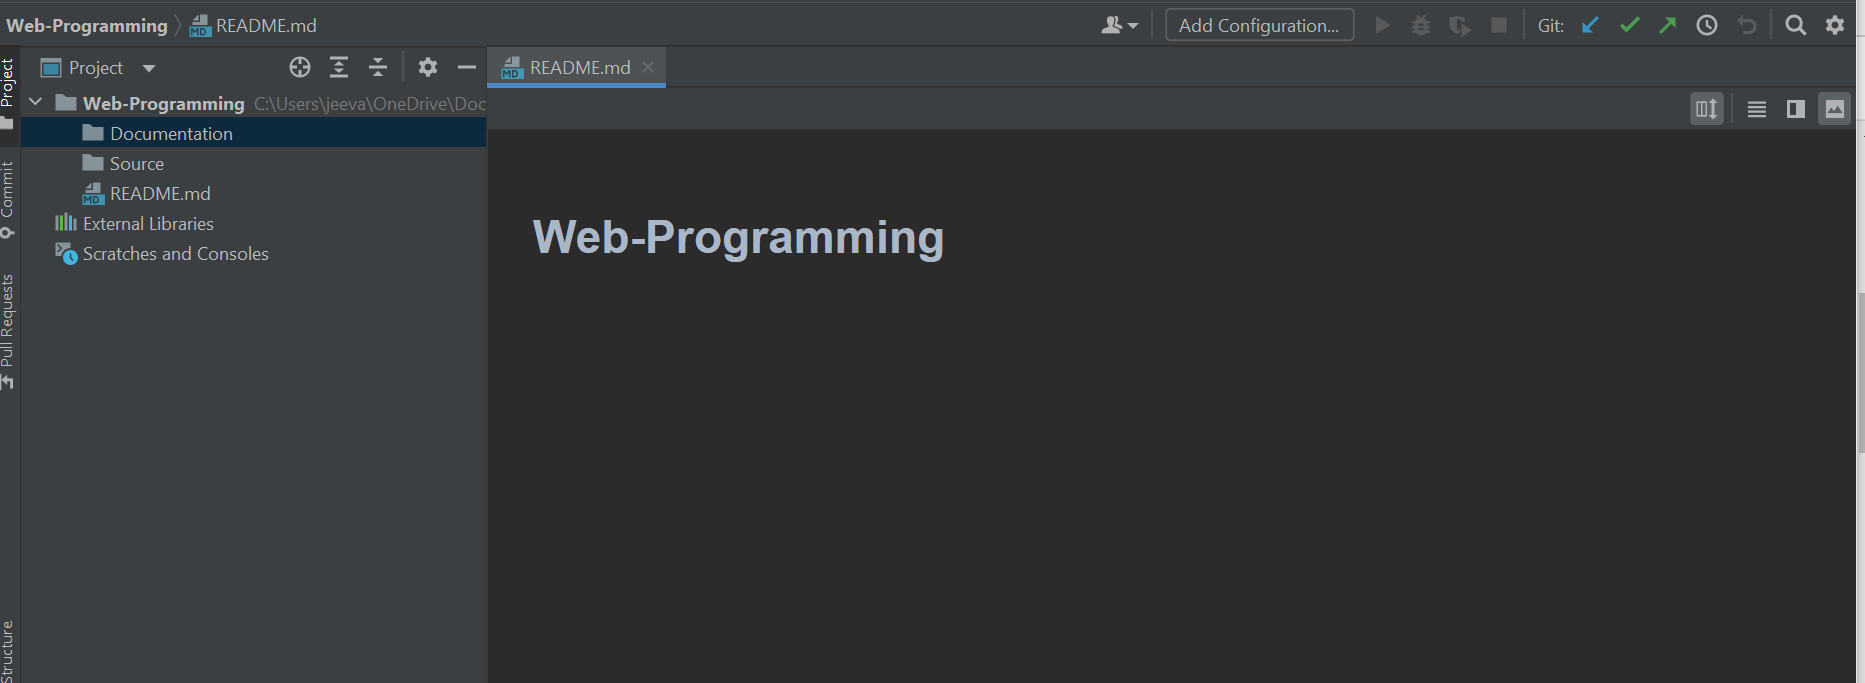 Web-Programming README.md
Add Configuration...
Git:
Project
README.md
Project
Web-Programming C:\Users\jeeva\OneDrive\Doc
Documentation
Source
MD README.md
External Libraries
Scratches and Consoles
Commit
Pull Requests
Structure
Web-Programming